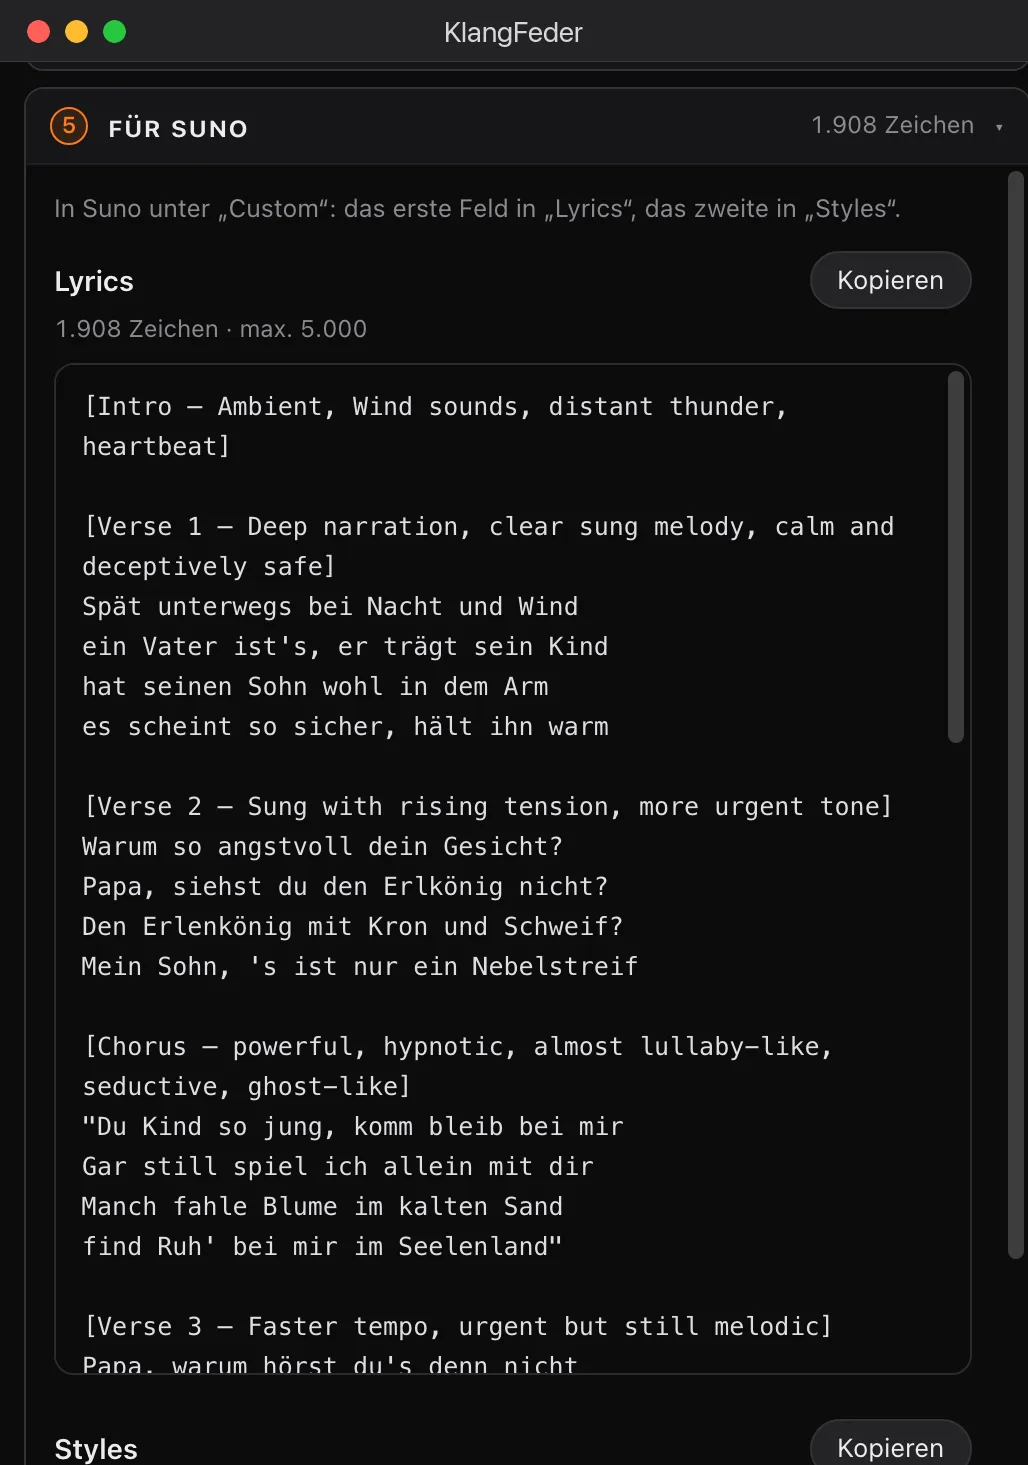 KlangFeder
5 FÜR SUNO 1.908 Zeichen ▾
In Suno unter „Custom“: das erste Feld in „Lyrics“, das zweite in „Styles“.
Lyrics Kopieren
1.908 Zeichen · max. 5.000
[Intro – Ambient, Wind sounds, distant thunder,
heartbeat]

[Verse 1 – Deep narration, clear sung melody, calm and
deceptively safe]
Spät unterwegs bei Nacht und Wind
ein Vater ist's, er trägt sein Kind
hat seinen Sohn wohl in dem Arm
es scheint so sicher, hält ihn warm

[Verse 2 – Sung with rising tension, more urgent tone]
Warum so angstvoll dein Gesicht?
Papa, siehst du den Erlkönig nicht?
Den Erlenkönig mit Kron und Schweif?
Mein Sohn, 's ist nur ein Nebelstreif

[Chorus – powerful, hypnotic, almost lullaby-like,
seductive, ghost-like]
"Du Kind so jung, komm bleib bei mir
Gar still spiel ich allein mit dir
Manch fahle Blume im kalten Sand
find Ruh' bei mir im Seelenland"

[Verse 3 – Faster tempo, urgent but still melodic]
Papa, warum hörst du's denn nicht
Styles Kopieren